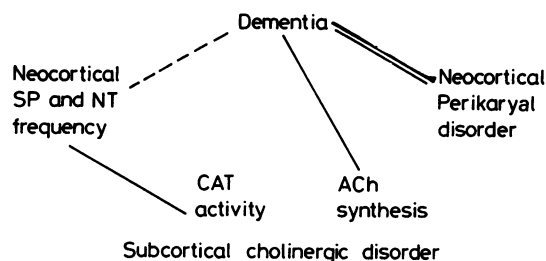 Dementia
Neocortical
SP and NT
frequency
Neocortical
Perikaryal
disorder
CAT
activity
ACh
synthesis
Subcortical cholinergic disorder